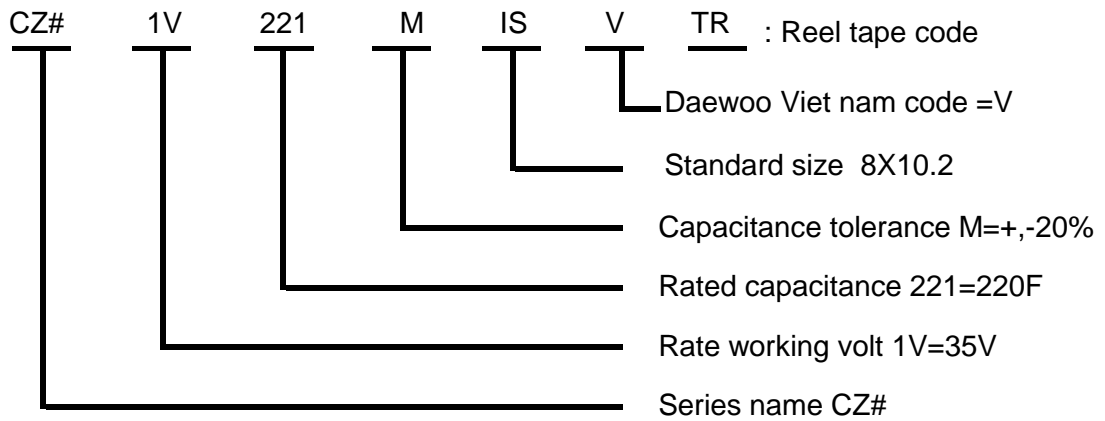 CZ# 1V 221 M IS V TR : Reel tape code
Daewoo Viet nam code =V
Standard size 8X10.2
Capacitance tolerance M=+,-20%
Rated capacitance 221=220F
Rate working volt 1V=35V
Series name CZ#